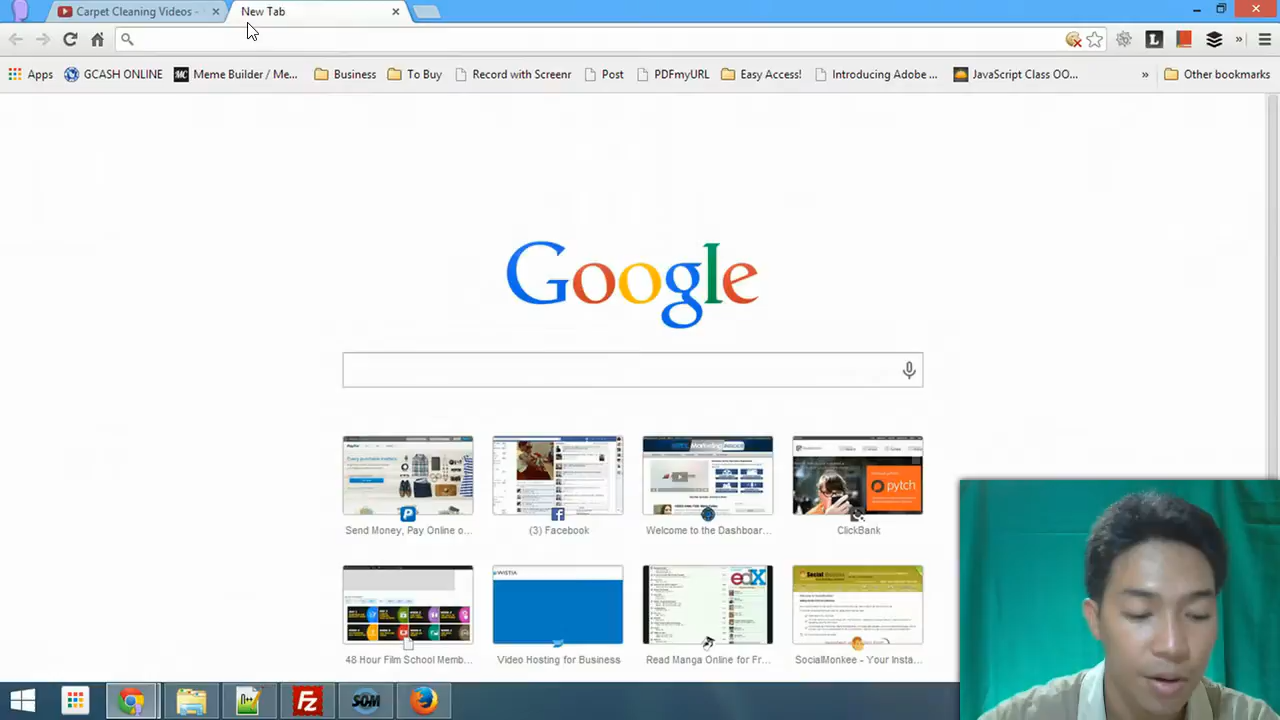 Carpet Cleaning Videos -
New Tab
Apps
GCASH ONLINE
Meme Builder / Me...
Business
To Buy
Record with Screenr
Post
PDFmyURL
Easy Access!
Introducing Adobe ...
JavaScript Class OO...
»
Other bookmarks
Google
pytch
Send Money, Pay Online o...
(3) Facebook
Welcome to the Dashboar...
ClickBank
WISTIA
edX
48 Hour Film School Memb...
Video Hosting for Business
Read Manga Online for Fr...
SocialMonkee - Your Insta...
Fz
SOM